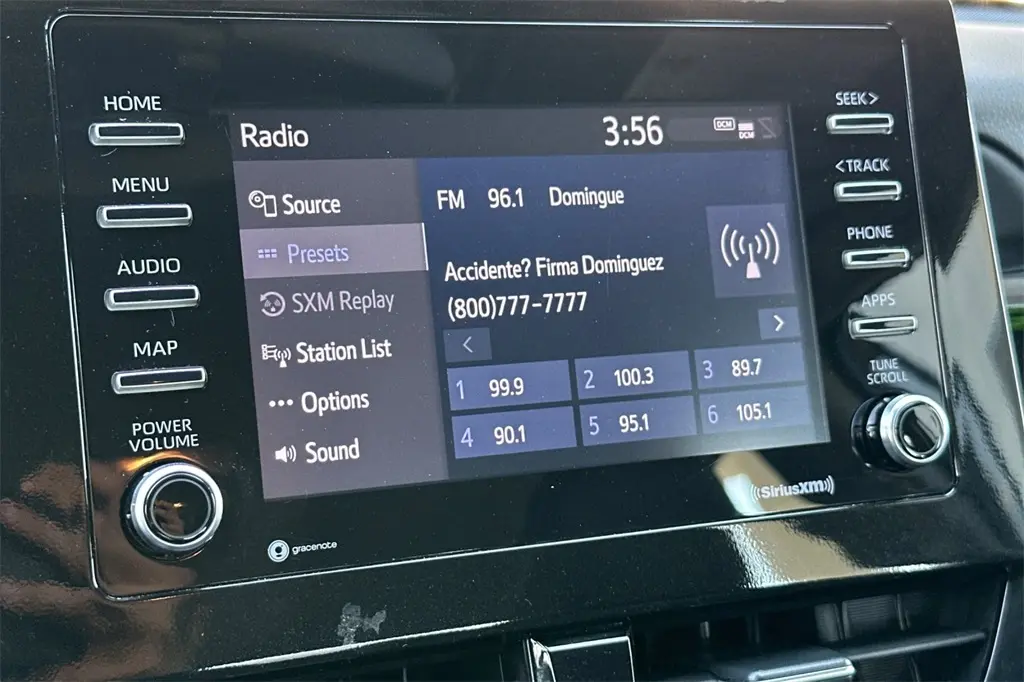 HOME
MENU
AUDIO
MAP
POWER
VOLUME
Radio
3:56
DCM
DCM
Source
Presets
SXM Replay
Station List
Options
Sound
FM 96.1 Domingue
Accidente? Firma Dominguez
(800)777-7777
<
>
1 99.9
2 100.3
3 89.7
4 90.1
5 95.1
6 105.1
SEEK>
<TRACK
PHONE
APPS
TUNE
SCROLL
g gracenote
((SiriusXM))